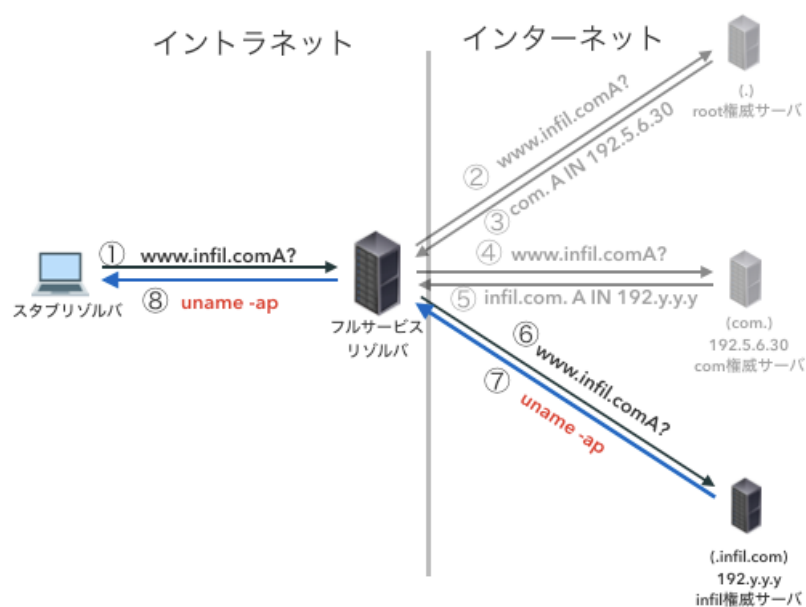 イントラネット
インターネット
(.)
root権威サーバ
② www.infil.comA?
③ com. A IN 192.5.6.30
① www.infil.comA?
⑧ uname -ap
スタブリゾルバ
フルサービス
リゾルバ
④ www.infil.comA?
⑤ infil.com. A IN 192.y.y.y
(com.)
192.5.6.30
com権威サーバ
⑥ www.infil.comA?
⑦ uname -ap
(.infil.com)
192.y.y.y
infil権威サーバ